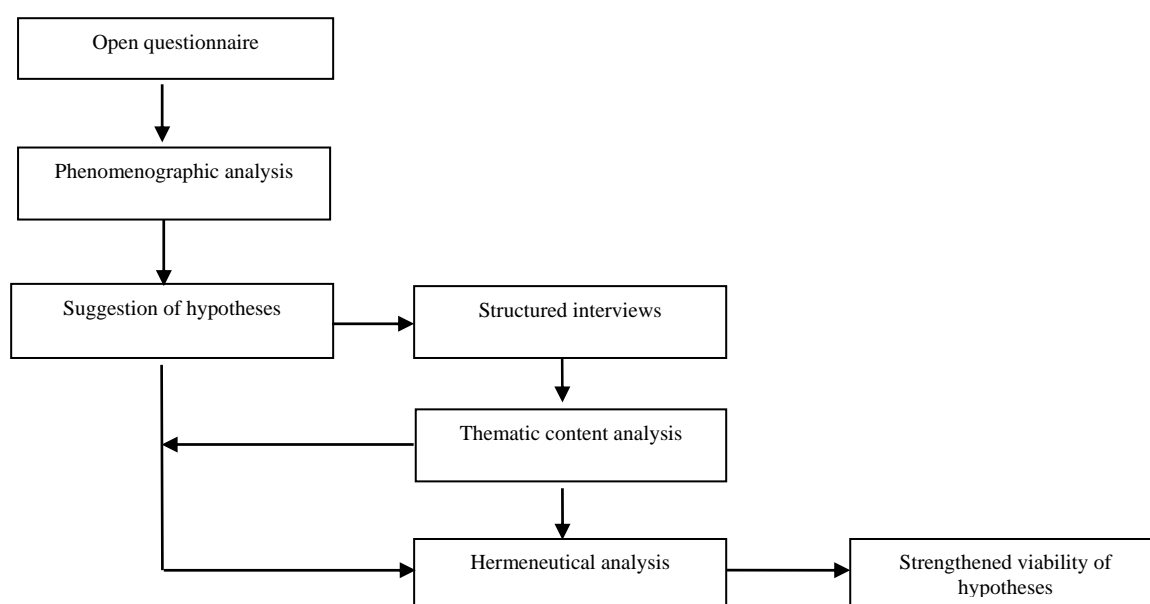 Open questionnaire
Phenomenographic analysis
Suggestion of hypotheses
Structured interviews
Thematic content analysis
Hermeneutical analysis
Strengthened viability of
hypotheses